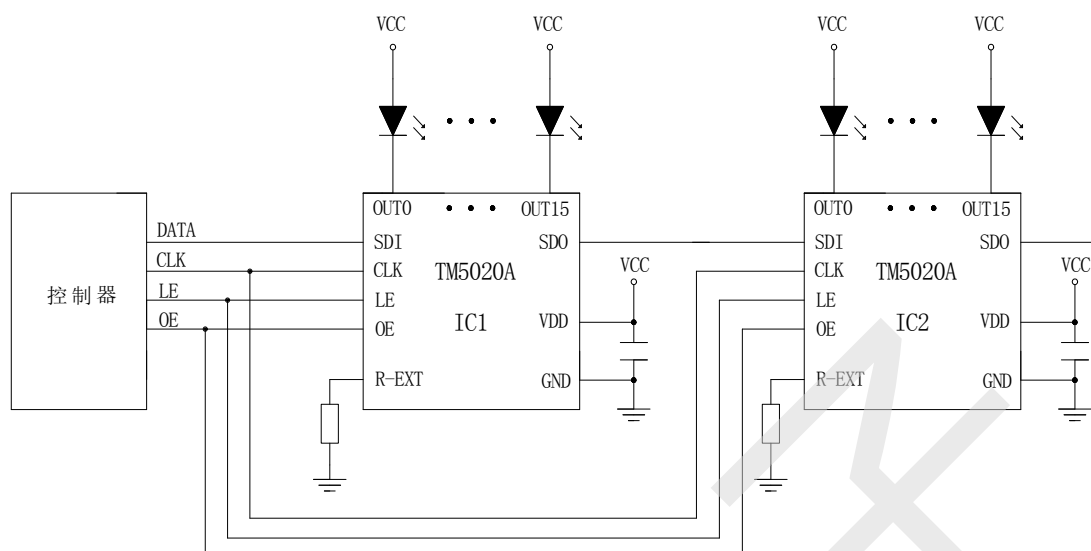 VCC VCC VCC VCC
OUT0 • • • OUT15 OUT0 • • • OUT15
DATA SDI SDO SDI SDO
CLK CLK TM5020A VCC CLK TM5020A VCC
控制器 LE LE LE
OE OE IC1 VDD OE IC2 VDD
R-EXT GND R-EXT GND